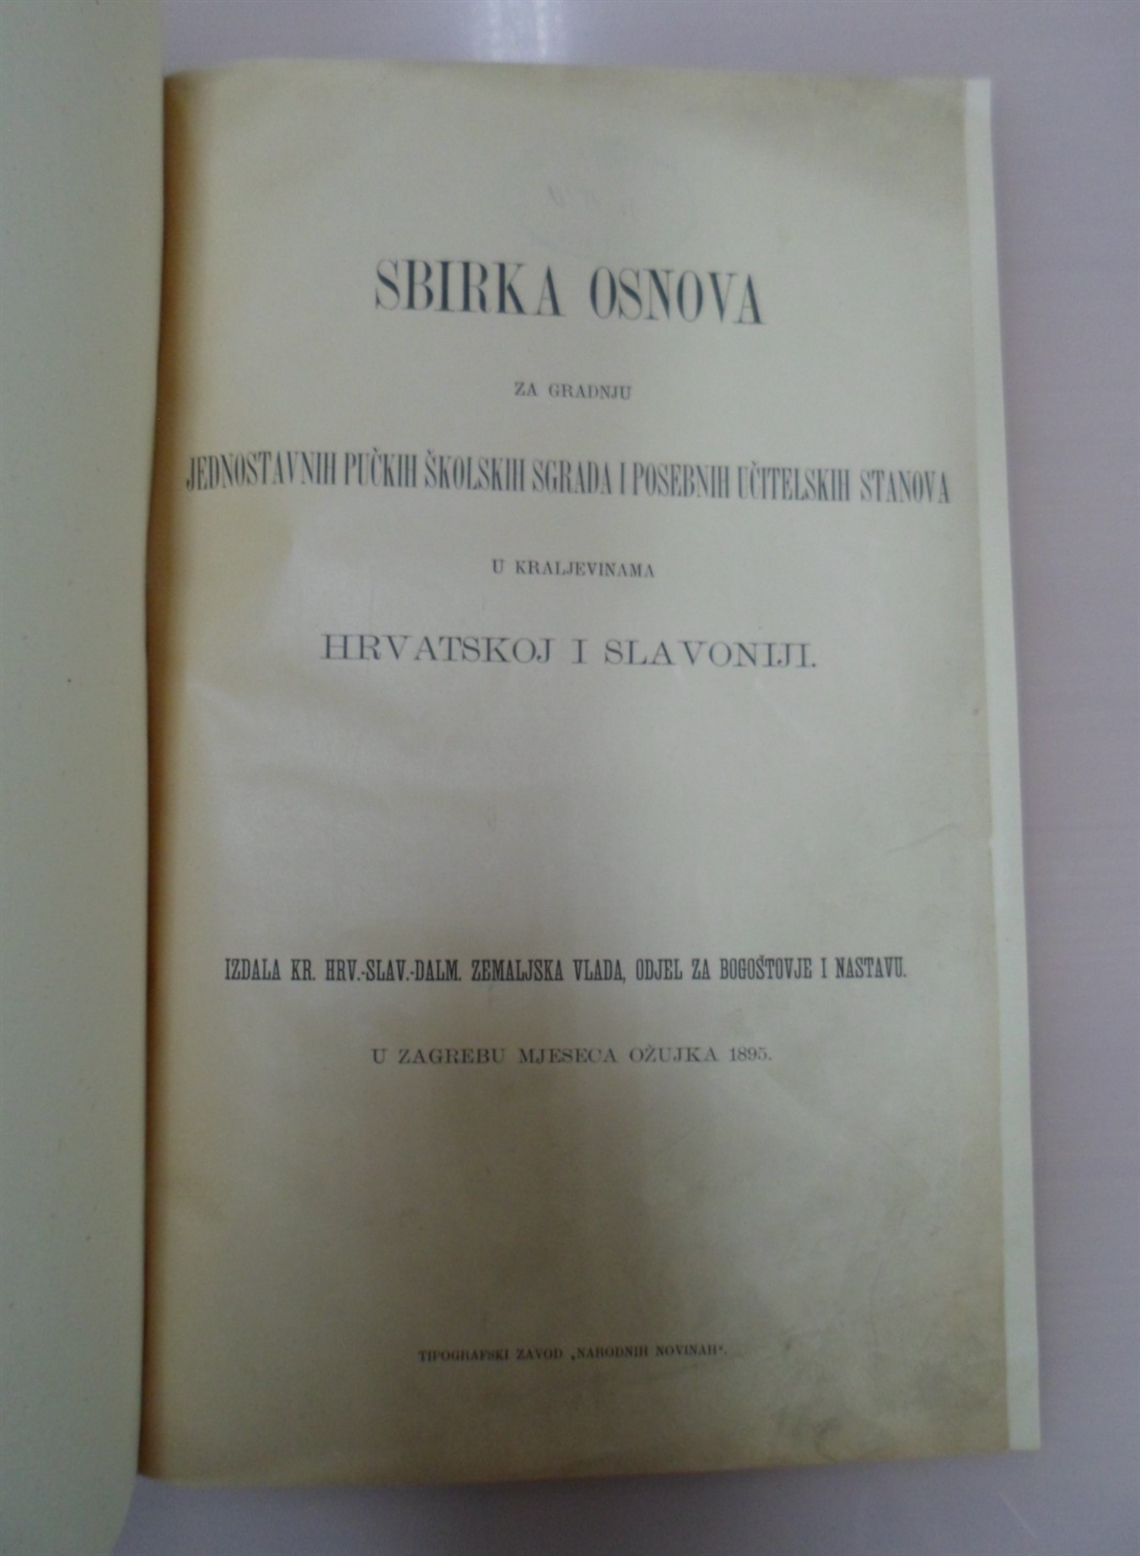 SBIRKA OSNOVA
ZA GRADNJU
JEDNOSTAVNIH PUČKIH ŠKOLSKIH SGRADA I POSEBNIH UČITELSKIH STANOVA
U KRALJEVINAMA
HRVATSKOJ I SLAVONIJI.
IZDALA KR. HRV.-SLAV.-DALM. ZEMALJSKA VLADA, ODJEL ZA BOGOŠTOVJE I NASTAVU.
U ZAGREBU MJESECA OŽUJKA 1895.
TIPOGRAFSKI ZAVOD „NARODNIH NOVINAH“.